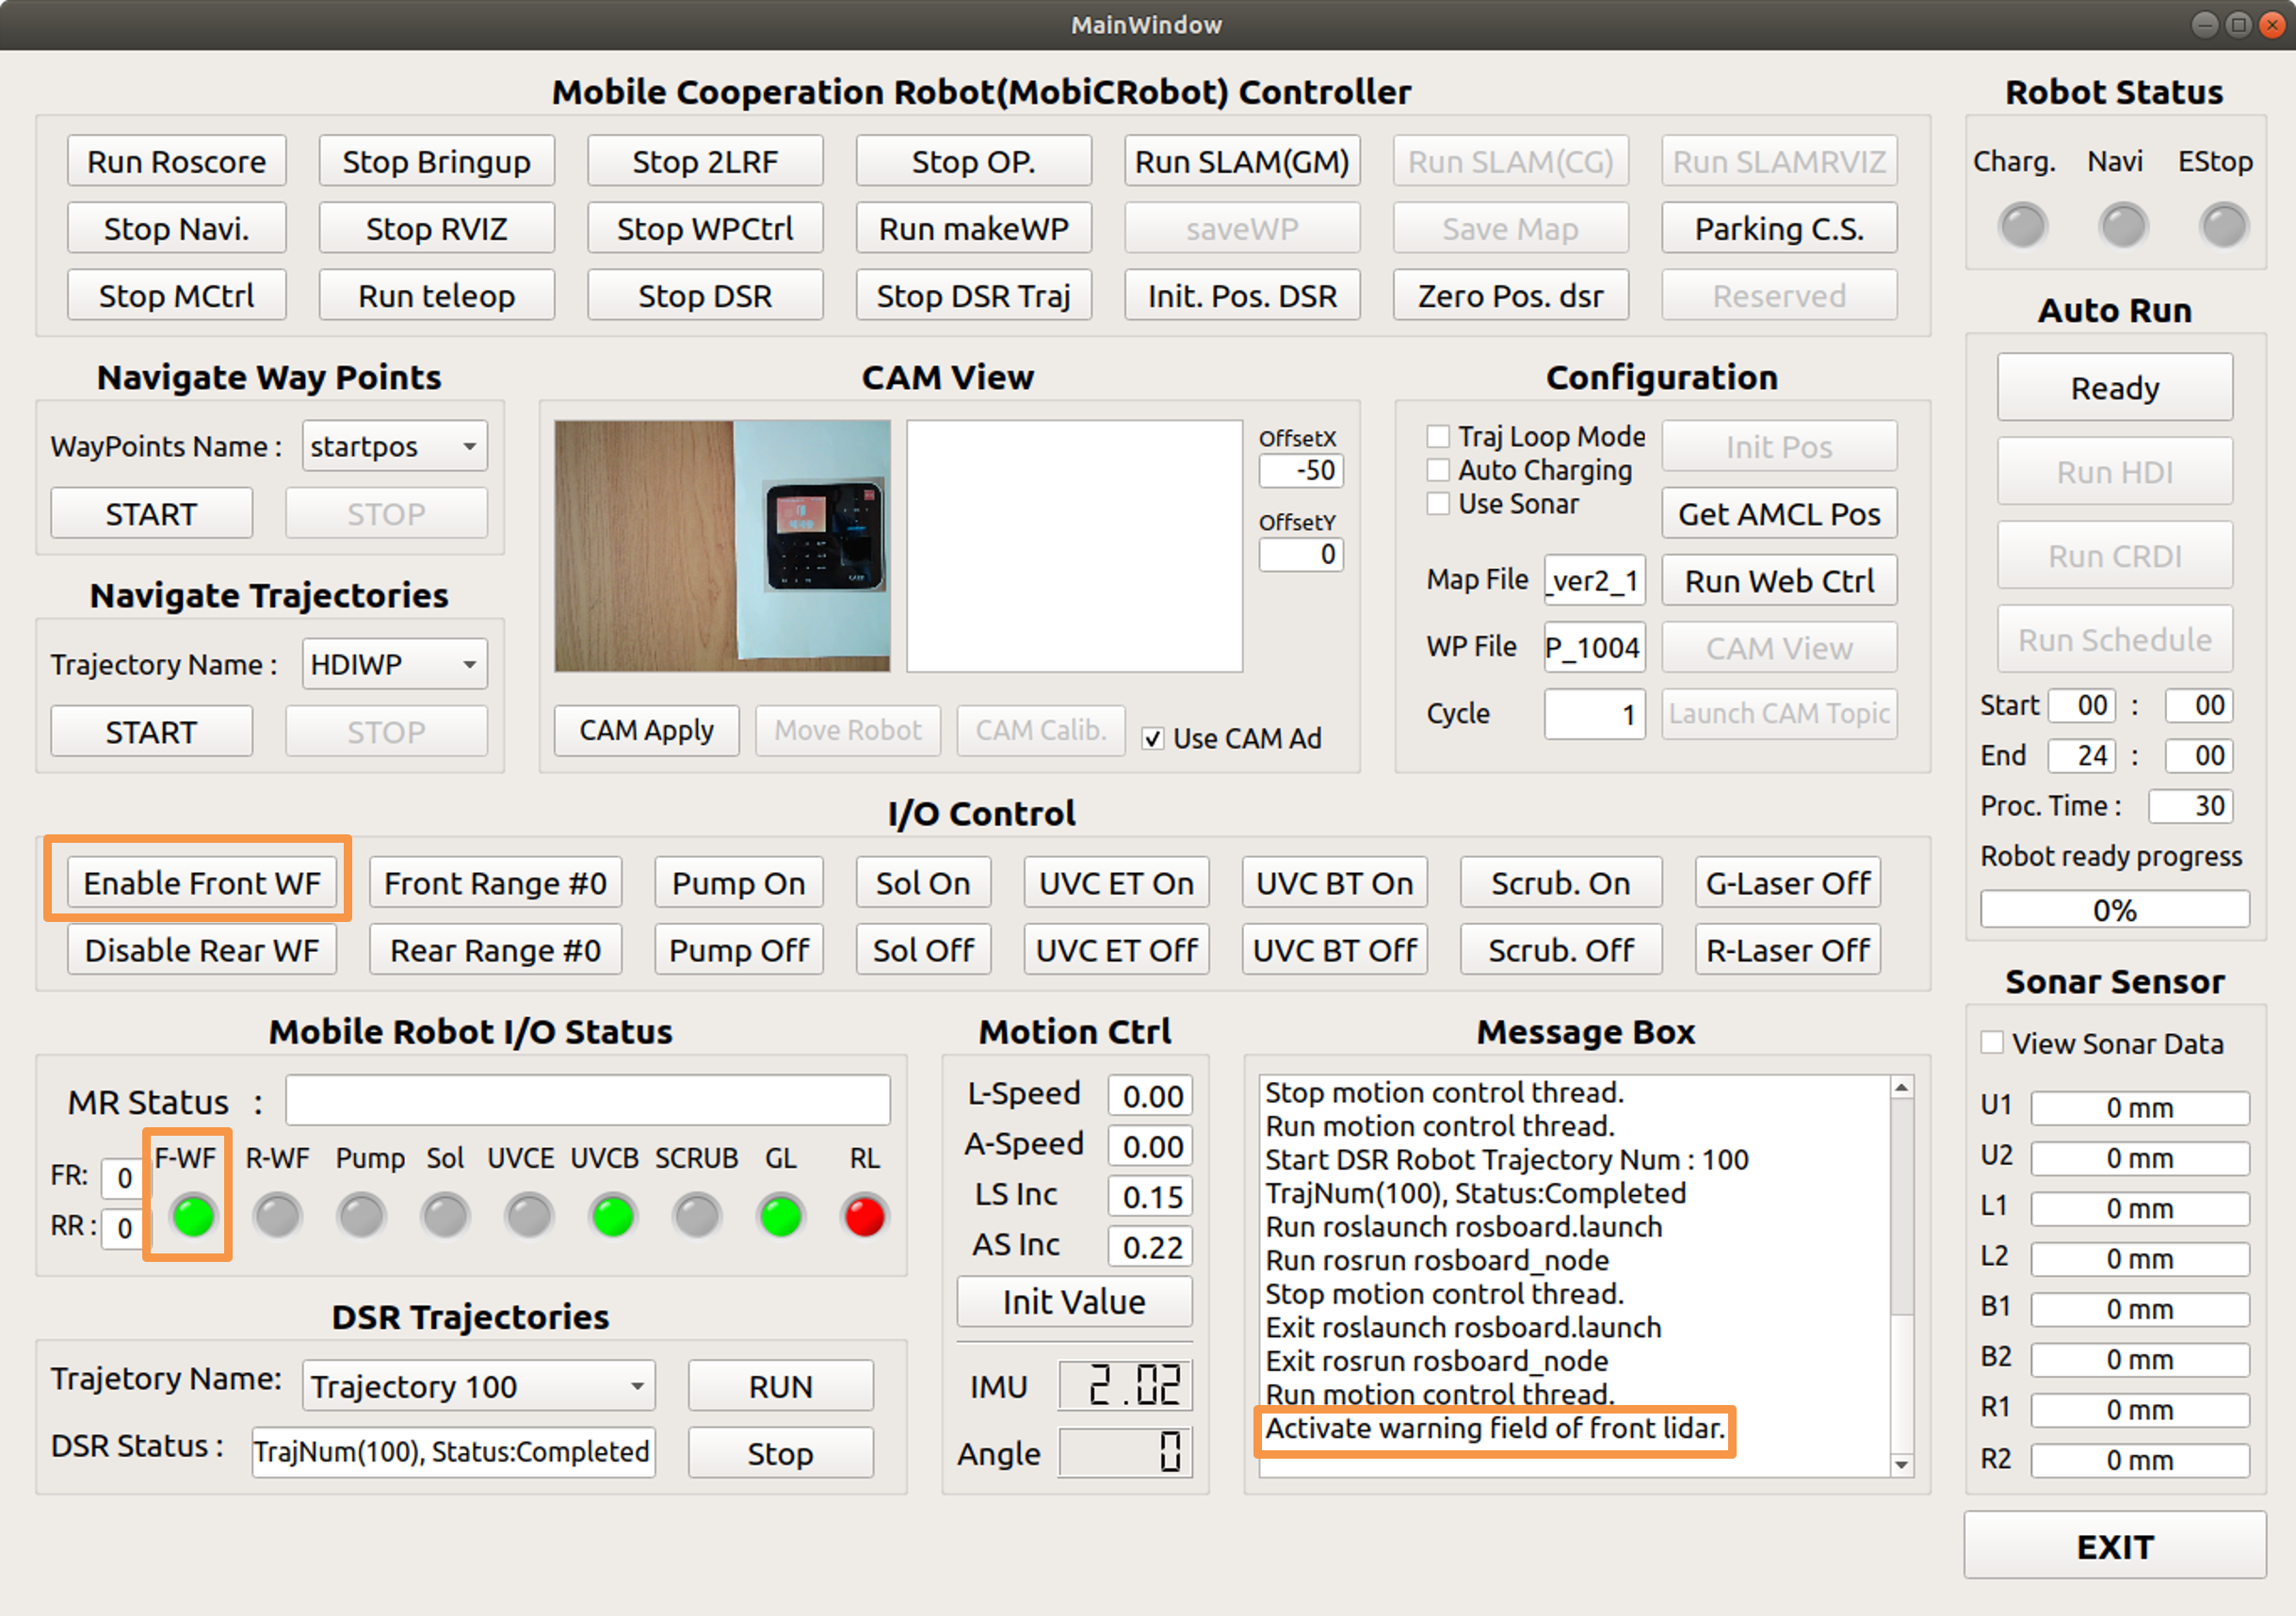 MainWindow
Mobile Cooperation Robot(MobiCRobot) Controller
Run Roscore Stop Bringup Stop 2LRF Stop OP. Run SLAM(GM) Run SLAM(CG) Run SLAMRVIZ
Stop Navi. Stop RVIZ Stop WPCtrl Run makeWP saveWP Save Map Parking C.S.
Stop MCtrl Run teleop Stop DSR Stop DSR Traj Init. Pos. DSR Zero Pos. dsr Reserved
Robot Status
Charg. Navi EStop
Auto Run
Ready
Run HDI
Run CRDI
Run Schedule
Start 00 : 00
End 24 : 00
Proc. Time : 30
Robot ready progress
0%
Navigate Way Points
WayPoints Name : startpos
START STOP
Navigate Trajectories
Trajectory Name : HDIWP
START STOP
CAM View
OffsetX
-50
OffsetY
0
CAM Apply Move Robot CAM Calib. Use CAM Ad
Configuration
Traj Loop Mode Init Pos
Auto Charging
Use Sonar Get AMCL Pos
Map File _ver2_1 Run Web Ctrl
WP File P_1004 CAM View
Cycle 1 Launch CAM Topic
I/O Control
Enable Front WF Front Range #0 Pump On Sol On UVC ET On UVC BT On Scrub. On G-Laser Off
Disable Rear WF Rear Range #0 Pump Off Sol Off UVC ET Off UVC BT Off Scrub. Off R-Laser Off
Mobile Robot I/O Status
MR Status :
F-WF R-WF Pump Sol UVCE UVCB SCRUB GL RL
FR: 0
RR : 0
DSR Trajectories
Trajetory Name: Trajectory 100 RUN
DSR Status : TrajNum(100), Status:Completed Stop
Motion Ctrl
L-Speed 0.00
A-Speed 0.00
LS Inc 0.15
AS Inc 0.22
Init Value
IMU 2.02
Angle 0
Message Box
Stop motion control thread.
Run motion control thread.
Start DSR Robot Trajectory Num : 100
TrajNum(100), Status:Completed
Run roslaunch rosboard.launch
Run rosrun rosboard_node
Stop motion control thread.
Exit roslaunch rosboard.launch
Exit rosrun rosboard_node
Run motion control thread.
Activate warning field of front lidar.
Sonar Sensor
View Sonar Data
U1 0 mm
U2 0 mm
L1 0 mm
L2 0 mm
B1 0 mm
B2 0 mm
R1 0 mm
R2 0 mm
EXIT